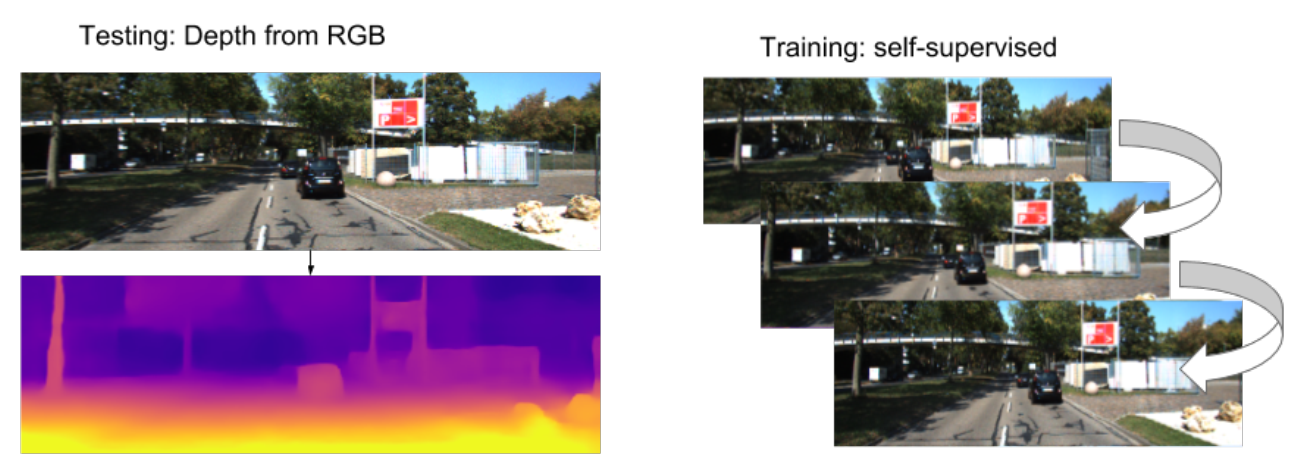 Testing: Depth from RGB
Training: self-supervised
P >
P >
P >
P >